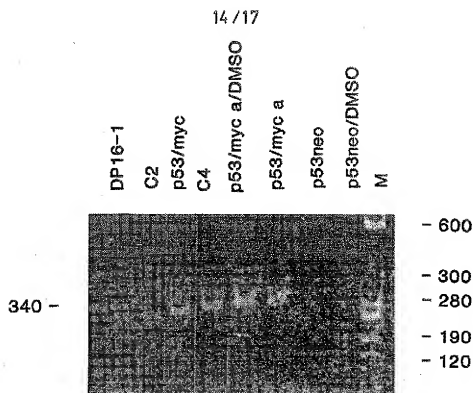 14/17
DP16-1
C2
p53/myc
C4
p53/myc a/DMSO
p53/myc a
p53neo
p53neo/DMSO
M
- 600
- 300
340 -
- 280
- 190
- 120